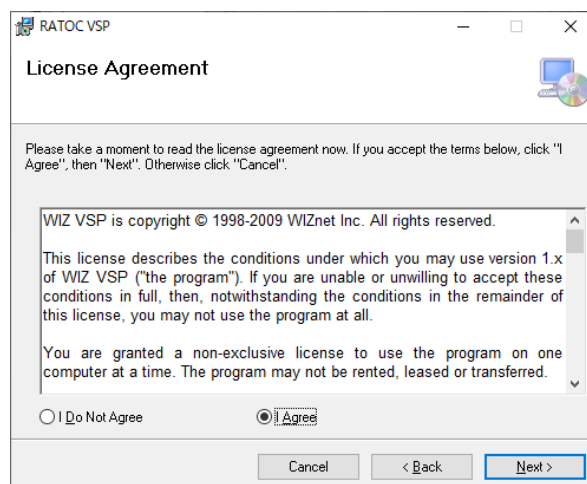 RATOC VSP
License Agreement
Please take a moment to read the license agreement now. If you accept the terms below, click "I
Agree", then "Next". Otherwise click "Cancel".
WIZ VSP is copyright © 1998-2009 WIZnet Inc. All rights reserved.
This license describes the conditions under which you may use version 1.x
of WIZ VSP ("the program"). If you are unable or unwilling to accept these
conditions in full, then, notwithstanding the conditions in the remainder of
this license, you may not use the program at all.
You are granted a non-exclusive license to use the program on one
computer at a time. The program may not be rented, leased or transferred.
I Do Not Agree
I Agree
Cancel
< Back
Next >